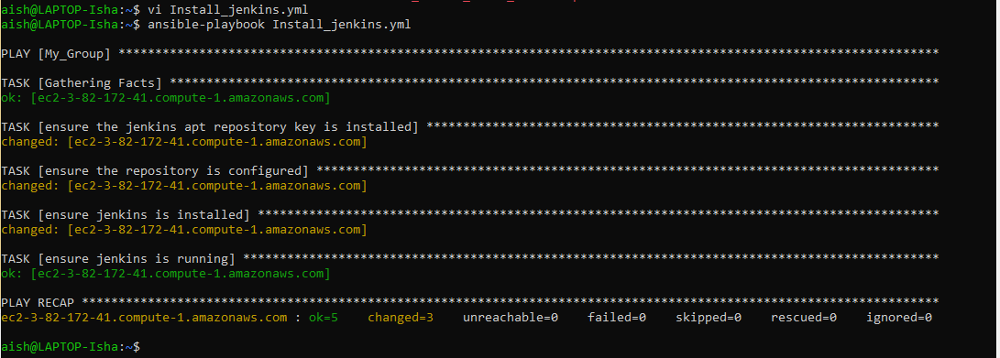 aish@LAPTOP-Isha:~$ vi Install_jenkins.yml
aish@LAPTOP-Isha:~$ ansible-playbook Install_jenkins.yml
PLAY [My_Group] ****************************************************************************************************************
TASK [Gathering Facts] *********************************************************************************************************
ok: [ec2-3-82-172-41.compute-1.amazonaws.com]
TASK [ensure the jenkins apt repository key is installed] **********************************************************************
changed: [ec2-3-82-172-41.compute-1.amazonaws.com]
TASK [ensure the repository is configured] *************************************************************************************
changed: [ec2-3-82-172-41.compute-1.amazonaws.com]
TASK [ensure jenkins is installed] *********************************************************************************************
changed: [ec2-3-82-172-41.compute-1.amazonaws.com]
TASK [ensure jenkins is running] ***********************************************************************************************
ok: [ec2-3-82-172-41.compute-1.amazonaws.com]
PLAY RECAP *********************************************************************************************************************
ec2-3-82-172-41.compute-1.amazonaws.com : ok=5    changed=3    unreachable=0    failed=0    skipped=0    rescued=0    ignored=0
aish@LAPTOP-Isha:~$